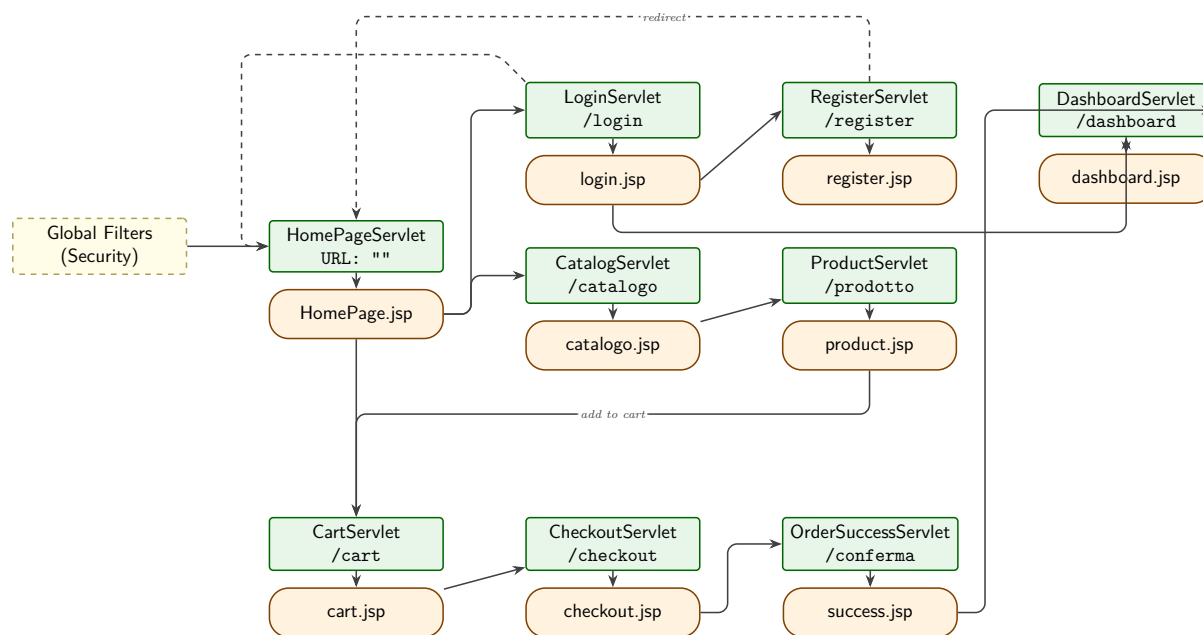 redirect
LoginServlet
/login
RegisterServlet
/register
DashboardServlet
/dashboard
login.jsp
register.jsp
dashboard.jsp
Global Filters
(Security)
HomePageServlet
URL: ""
CatalogServlet
/catalogo
ProductServlet
/prodotto
HomePage.jsp
catalogo.jsp
product.jsp
add to cart
CartServlet
/cart
CheckoutServlet
/checkout
OrderSuccessServlet
/conferma
cart.jsp
checkout.jsp
success.jsp